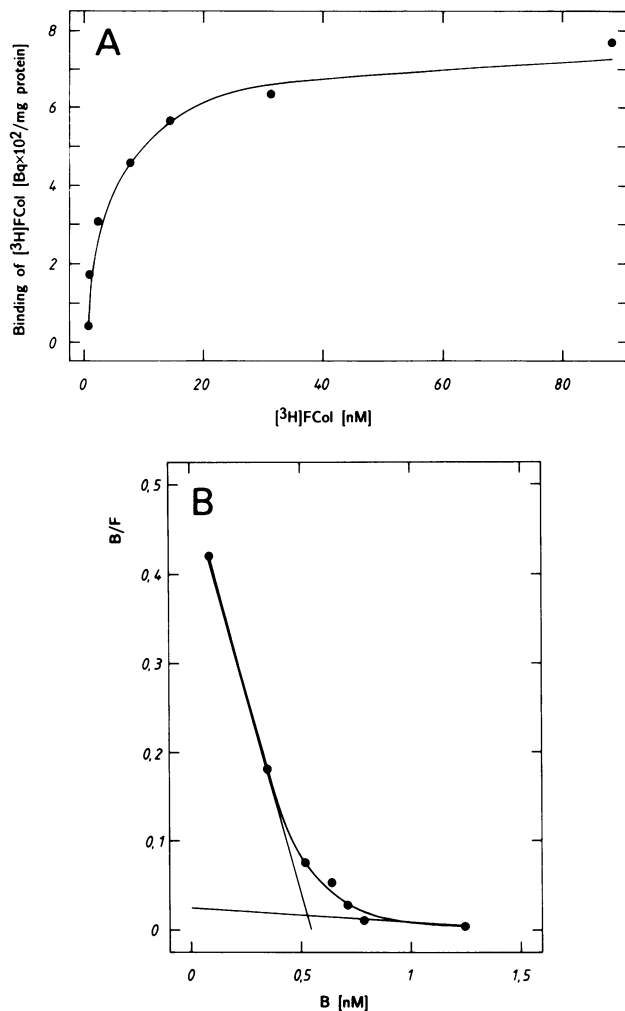 A
8
6
4
2
0
Binding of [³H]FCol [Bq×10²/mg protein]
0 20 40 60 80
[³H]FCol [nM]
B
0,5
B/F
0,4
0,3
0,2
0,1
0
0 0,5 1 1,5
B [nM]